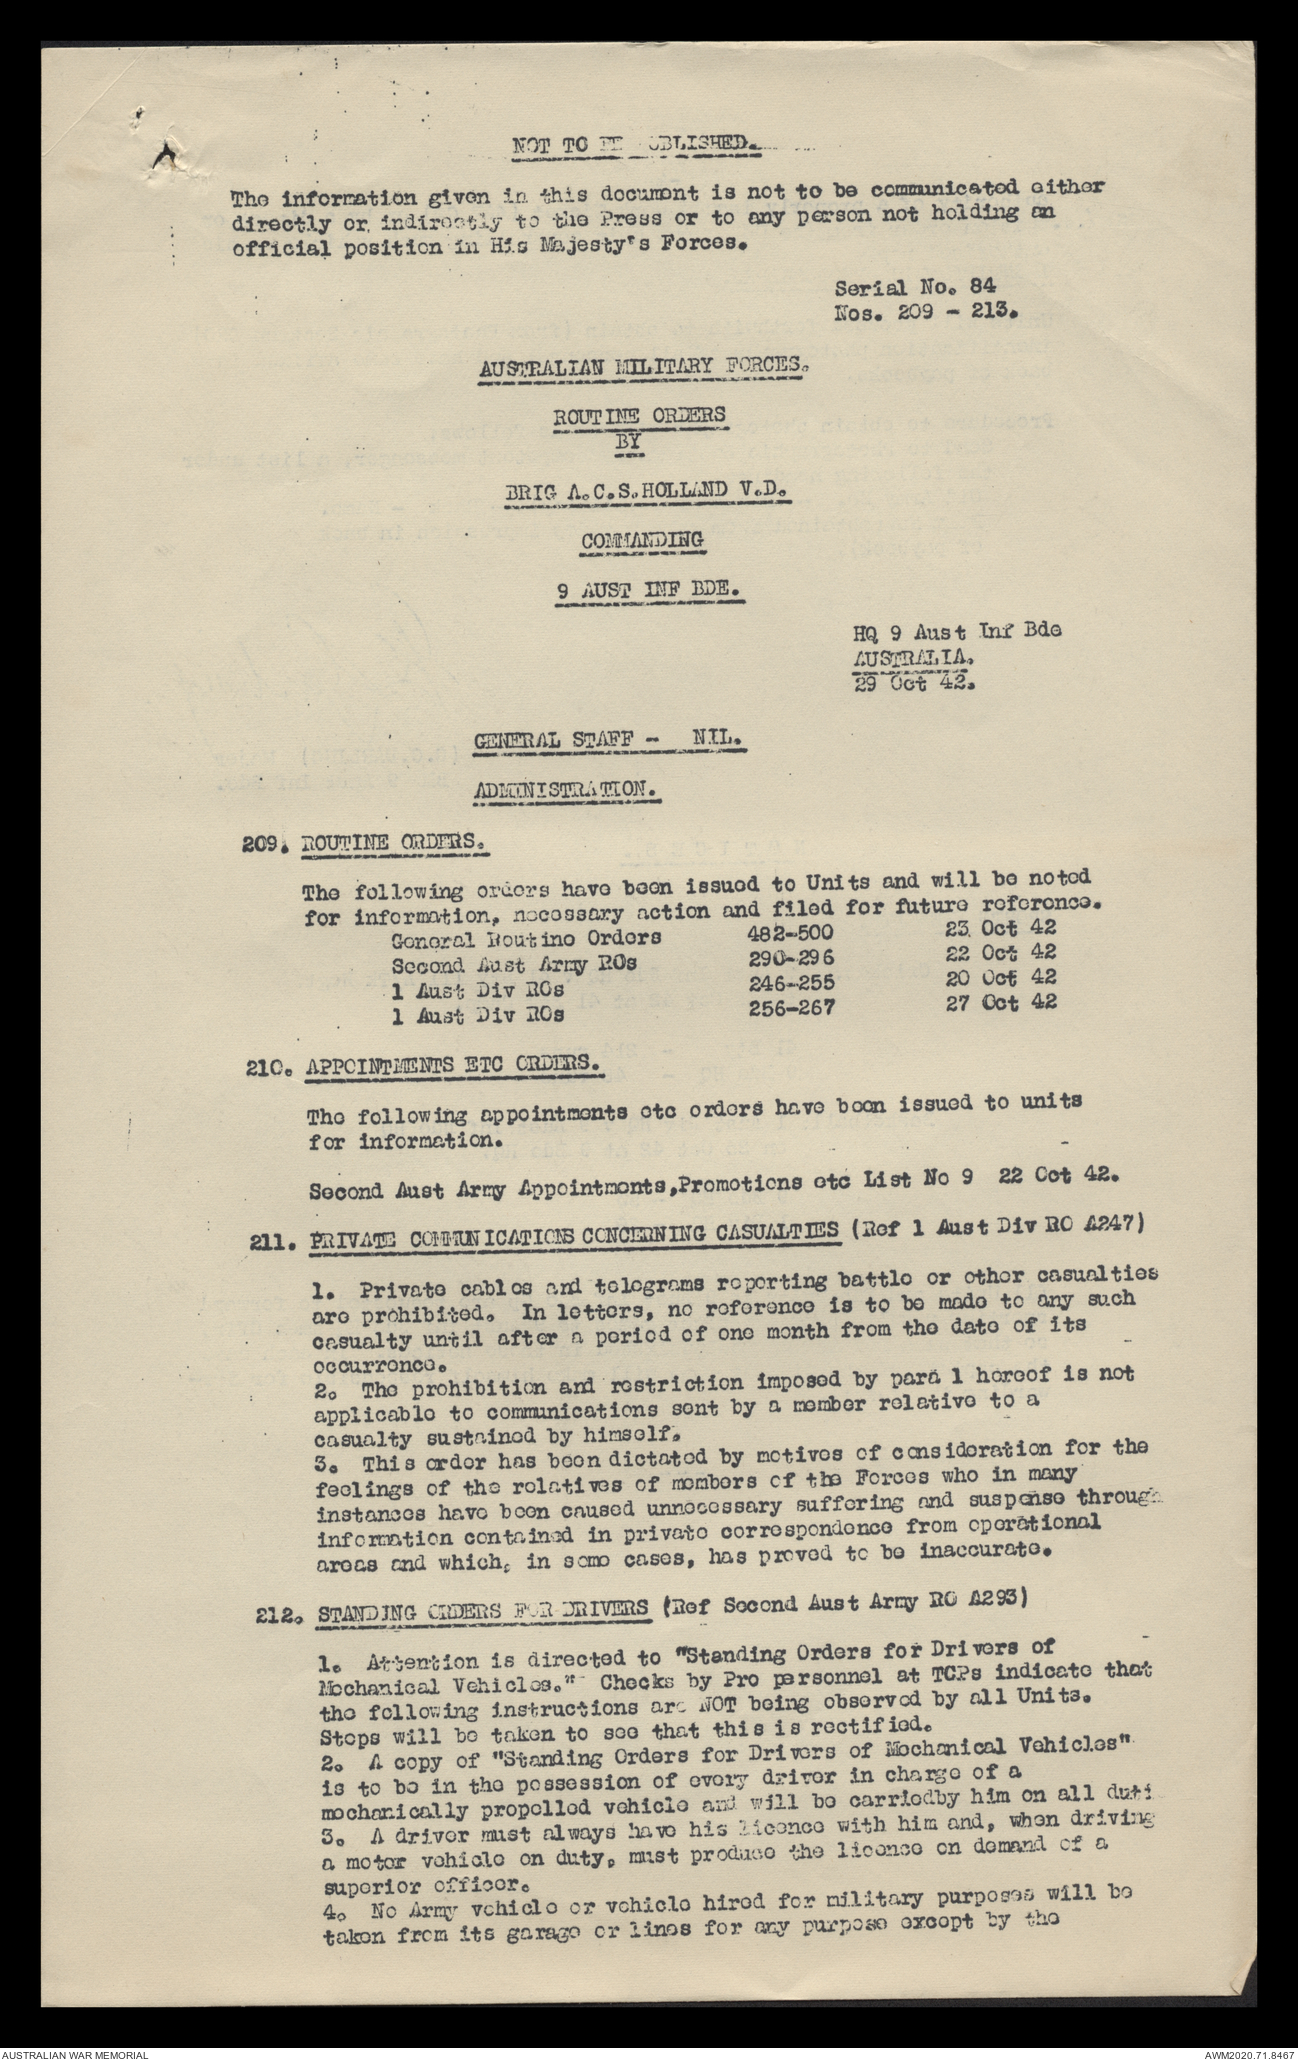 NOT TO BE PUBLISHED.
The information given in this document is not to be communicated either
directly or indirectly to the Press or to any person not holding an
official position in His Majesty's Forces.
Serial No. 84
Nos. 209 - 213.
AUSTRALIAN MILITARY FORCES.
ROUTINE ORDERS
BY
BRIG A.C.S.HOLLAND V.D.
COMMANDING
9 AUST INF BDE.
HQ 9 Aust Inf Bde
AUSTRALIA.
29 Oct 42.
GENERAL STAFF - NIL.
ADMINISTRATION.
209. ROUTINE ORDERS.
The following orders have been issued to Units and will be noted
for information, necessary action and filed for future reference.
General Routine Orders 482-500 23 Oct 42
Second Aust Army ROs 290-296 22 Oct 42
1 Aust Div ROs 246-255 20 Oct 42
1 Aust Div ROs 256-267 27 Oct 42
210. APPOINTMENTS ETC ORDERS.
The following appointments etc orders have been issued to units
for information.
Second Aust Army Appointments,Promotions etc List No 9 22 Oct 42.
211. PRIVATE COMMUNICATIONS CONCERNING CASUALTIES (Ref 1 Aust Div RO A247)
1. Private cables and telegrams reporting battle or other casualties
are prohibited. In letters, no reference is to be made to any such
casualty until after a period of one month from the date of its
occurrence.
2. The prohibition and restriction imposed by para 1 hereof is not
applicable to communications sent by a member relative to a
casualty sustained by himself.
3. This order has been dictated by motives of consideration for the
feelings of the relatives of members of the Forces who in many
instances have been caused unnecessary suffering and suspense through
information contained in private correspondence from operational
areas and which, in some cases, has proved to be inaccurate.
212. STANDING ORDERS FOR DRIVERS (Ref Second Aust Army RO A293)
1. Attention is directed to "Standing Orders for Drivers of
Mechanical Vehicles." Checks by Pro personnel at TCPs indicate that
the following instructions are NOT being observed by all Units.
Steps will be taken to see that this is rectified.
2. A copy of "Standing Orders for Drivers of Mechanical Vehicles"
is to be in the possession of every driver in charge of a
mechanically propelled vehicle and will be carriedby him on all duti
3. A driver must always have his licence with him and, when driving
a motor vehicle on duty, must produce the licence on demand of a
superior officer.
4. No Army vehicle or vehicle hired for military purposes will be
taken from its garage or lines for any purpose except by the
AUSTRALIAN WAR MEMORIAL
AWM2020.71.8467